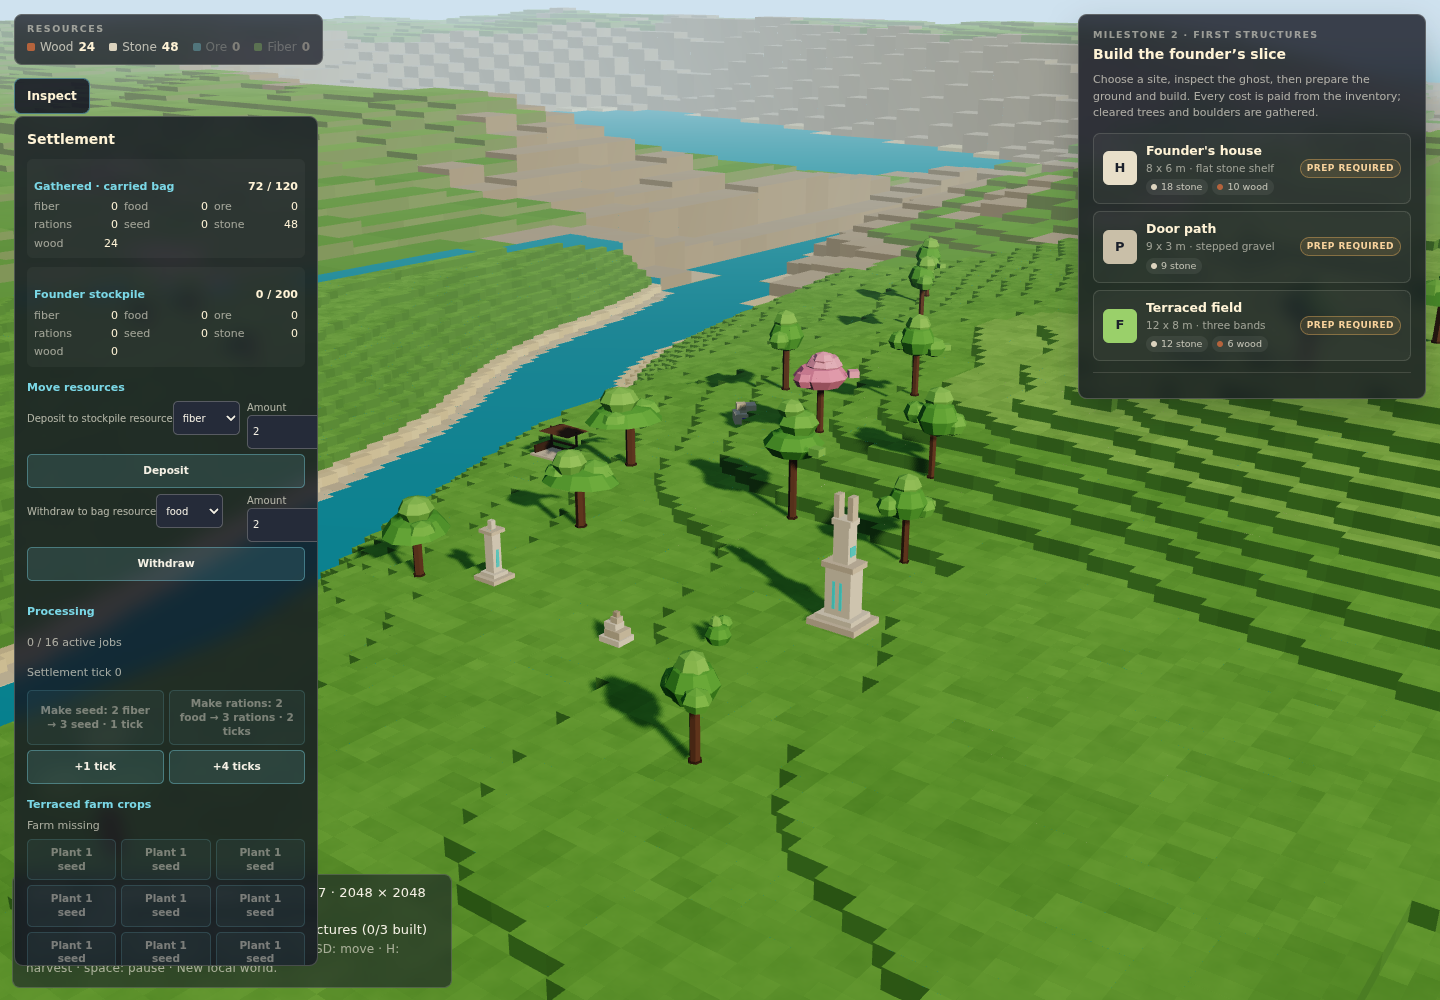 RESOURCES
Wood 24 Stone 48 Ore 0 Fiber 0
Inspect
Settlement
Gathered · carried bag 72 / 120
fiber 0 food 0 ore 0
rations 0 seed 0 stone 48
wood 24
Founder stockpile 0 / 200
fiber 0 food 0 ore 0
rations 0 seed 0 stone 0
wood 0
Move resources
Deposit to stockpile resource fiber Amount
2
Deposit
Withdraw to bag resource food Amount
2
Withdraw
Processing
0 / 16 active jobs
Settlement tick 0
Make seed: 2 fiber
→ 3 seed · 1 tick
Make rations: 2
food → 3 rations · 2
ticks
+1 tick +4 ticks
Terraced farm crops
Farm missing
Plant 1
seed
Plant 1
seed
Plant 1
seed
Plant 1
seed
Plant 1
seed
Plant 1
seed
Plant 1
seed
Plant 1
seed
Plant 1
seed
7 · 2048 × 2048
ctures (0/3 built)
SD: move · H:
harvest · space: pause · New local world.
MILESTONE 2 · FIRST STRUCTURES
Build the founder’s slice
Choose a site, inspect the ghost, then prepare the
ground and build. Every cost is paid from the inventory;
cleared trees and boulders are gathered.
H
Founder's house
8 x 6 m · flat stone shelf
18 stone 10 wood
PREP REQUIRED
P
Door path
9 x 3 m · stepped gravel
9 stone
PREP REQUIRED
F
Terraced field
12 x 8 m · three bands
12 stone 6 wood
PREP REQUIRED